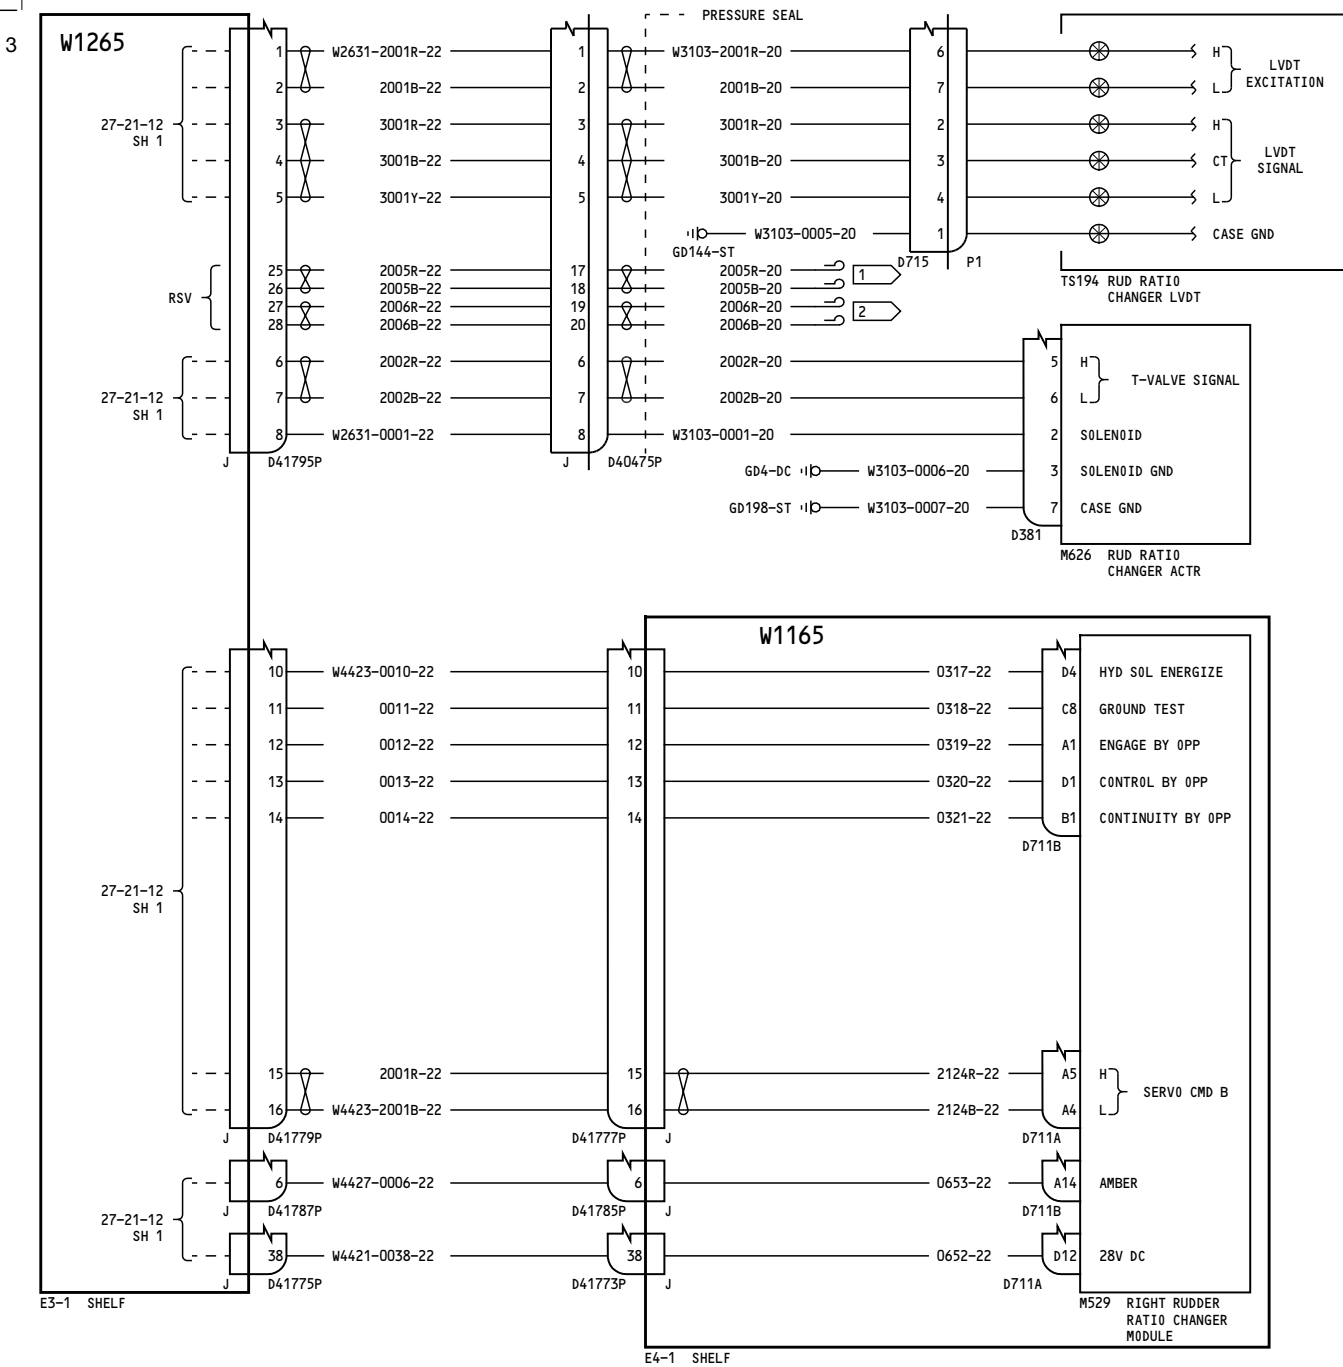 PRESSURE SEAL
3
W1265
1 W2631-2001R-22 1 W3103-2001R-20 6 H
LVDT
EXCITATION
2 2001B-22 2 2001B-20 7 L
3 3001R-22 3 3001R-20 2 H
27-21-12
SH 1
4 3001B-22 4 3001B-20 3 CT
LVDT
SIGNAL
5 3001Y-22 5 3001Y-20 4 L
W3103-0005-20 1 CASE GND
GD144-ST
D715 P1
25 2005R-22 17 2005R-20
1
26 2005B-22 18 2005B-20
RSV
27 2006R-22 19 2006R-20
2
28 2006B-22 20 2006B-20
TS194 RUD RATIO
CHANGER LVDT
6 2002R-22 6 2002R-20 5 H
T-VALVE SIGNAL
7 2002B-22 7 2002B-20 6 L
27-21-12
SH 1
8 W2631-0001-22 8 W3103-0001-20 2 SOLENOID
J D41795P J D40475P
GD4-DC W3103-0006-20 3 SOLENOID GND
GD198-ST W3103-0007-20 7 CASE GND
D381
M626 RUD RATIO
CHANGER ACTR
W1165
10 W4423-0010-22 10 0317-22 D4 HYD SOL ENERGIZE
11 0011-22 11 0318-22 C8 GROUND TEST
12 0012-22 12 0319-22 A1 ENGAGE BY OPP
13 0013-22 13 0320-22 D1 CONTROL BY OPP
14 0014-22 14 0321-22 B1 CONTINUITY BY OPP
D711B
27-21-12
SH 1
15 2001R-22 15 2124R-22 A5 H
SERVO CMD B
16 W4423-2001B-22 16 2124B-22 A4 L
J D41779P D41777P J D711A
6 W4427-0006-22 6 0653-22 A14 AMBER
J D41787P D41785P J D711B
27-21-12
SH 1
38 W4421-0038-22 38 0652-22 D12 28V DC
J D41775P D41773P J D711A
E3-1 SHELF
M529 RIGHT RUDDER
RATIO CHANGER
MODULE
E4-1 SHELF